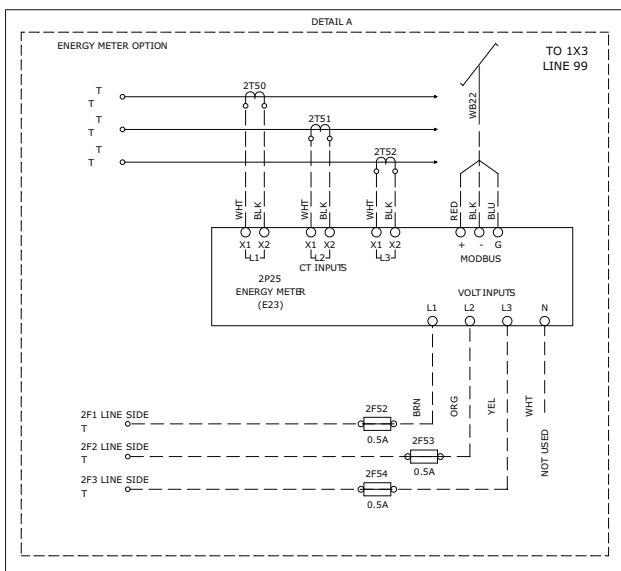 DETAIL A
ENERGY METER OPTION
TO 1X3
LINE 99
T
T
2T50
T
T
2T51
T
T
2T52
WB22
WHT
BLK
WHT
BLK
WHT
BLK
RED
BLK
BLU
X1 X2 X1 X2 X1 X2 + - G
L1 L2 L3
CT INPUTS
MODBUS
2P25
ENERGY METER
(E23)
VOLT INPUTS
L1 L2 L3 N
BRN
ORG
YEL
WHT
NOT USED
2F1 LINE SIDE
T
2F52
0.5A
2F2 LINE SIDE
T
2F53
0.5A
2F3 LINE SIDE
T
2F54
0.5A